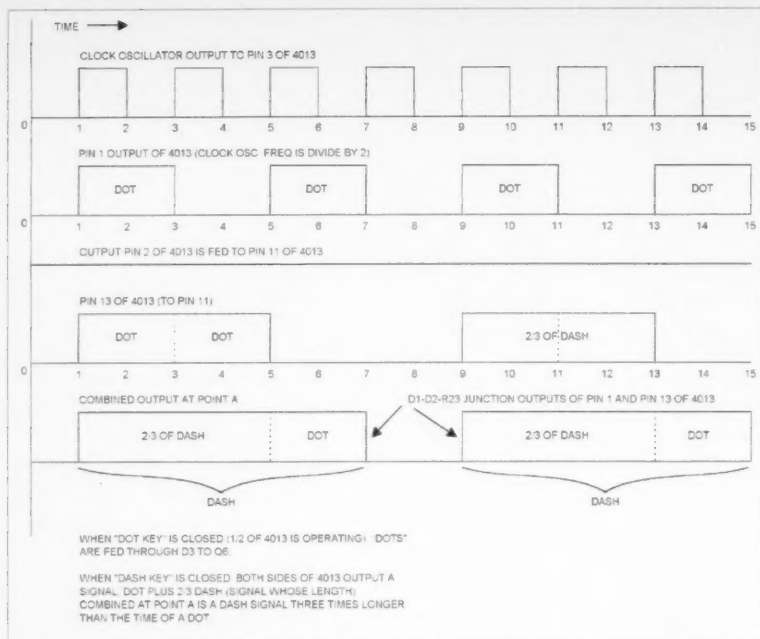 TIME
CLOCK OSCILLATOR OUTPUT TO PIN 3 OF 4013
0 1 2 3 4 5 6 7 8 9 10 11 12 13 14 15
PIN 1 OUTPUT OF 4013 (CLOCK OSC FREQ IS DIVIDE BY 2)
DOT DOT DOT DOT
0 1 2 3 4 5 6 7 8 9 10 11 12 13 14 15
OUTPUT PIN 2 OF 4013 IS FED TO PIN 11 OF 4013
PIN 13 OF 4013 (TO PIN 11)
DOT DOT 2/3 OF DASH
0 1 2 3 4 5 6 7 8 9 10 11 12 13 14 15
COMBINED OUTPUT AT POINT A D1-D2-R23 JUNCTION OUTPUTS OF PIN 1 AND PIN 13 OF 4013
2/3 OF DASH DOT 2/3 OF DASH DOT
DASH DASH
WHEN "DOT KEY" IS CLOSED (1/2 OF 4013 IS OPERATING) "DOTS"
ARE FED THROUGH D3 TO Q6
WHEN "DASH KEY" IS CLOSED BOTH SIDES OF 4013 OUTPUT A
SIGNAL, DOT PLUS 2/3 DASH (SIGNAL WHOSE LENGTH)
COMBINED AT POINT A IS A DASH SIGNAL THREE TIMES LONGER
THAN THE TIME OF A DOT